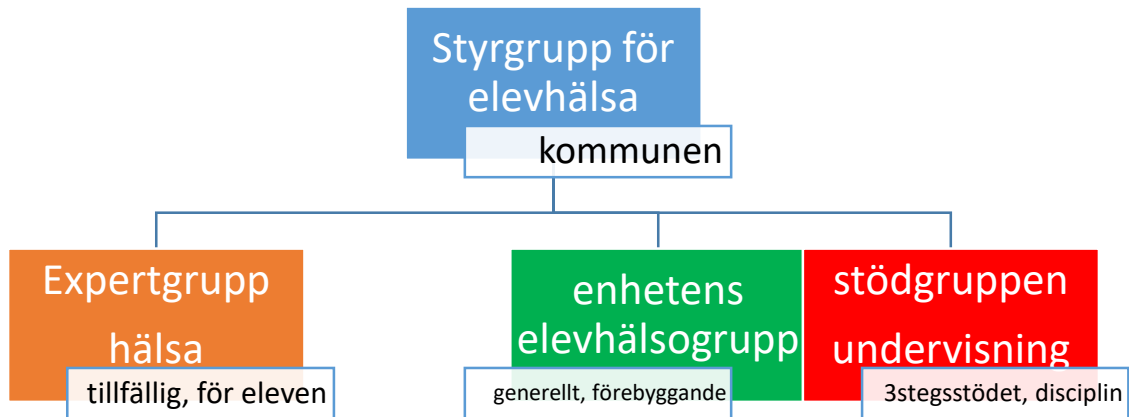 Styrgrupp för
elevhälsa
kommunen
Expertgrupp
hälsa
tillfällig, för eleven
enhetens
elevhälsogrupp
generellt, förebyggande
stödgruppen
undervisning
3stegsstödet, disciplin